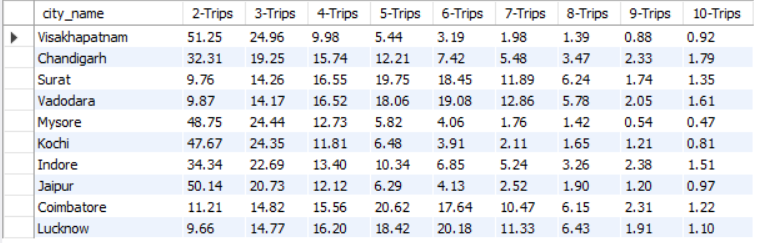 city_name 2-Trips 3-Trips 4-Trips 5-Trips 6-Trips 7-Trips 8-Trips 9-Trips 10-Trips
Visakhapatnam 51.25 24.96 9.98 5.44 3.19 1.98 1.39 0.88 0.92
Chandigarh 32.31 19.25 15.74 12.21 7.42 5.48 3.47 2.33 1.79
Surat 9.76 14.26 16.55 19.75 18.45 11.89 6.24 1.74 1.35
Vadodara 9.87 14.17 16.52 18.06 19.08 12.86 5.78 2.05 1.61
Mysore 48.75 24.44 12.73 5.82 4.06 1.76 1.42 0.54 0.47
Kochi 47.67 24.35 11.81 6.48 3.91 2.11 1.65 1.21 0.81
Indore 34.34 22.69 13.40 10.34 6.85 5.24 3.26 2.38 1.51
Jaipur 50.14 20.73 12.12 6.29 4.13 2.52 1.90 1.20 0.97
Coimbatore 11.21 14.82 15.56 20.62 17.64 10.47 6.15 2.31 1.22
Lucknow 9.66 14.77 16.20 18.42 20.18 11.33 6.43 1.91 1.10